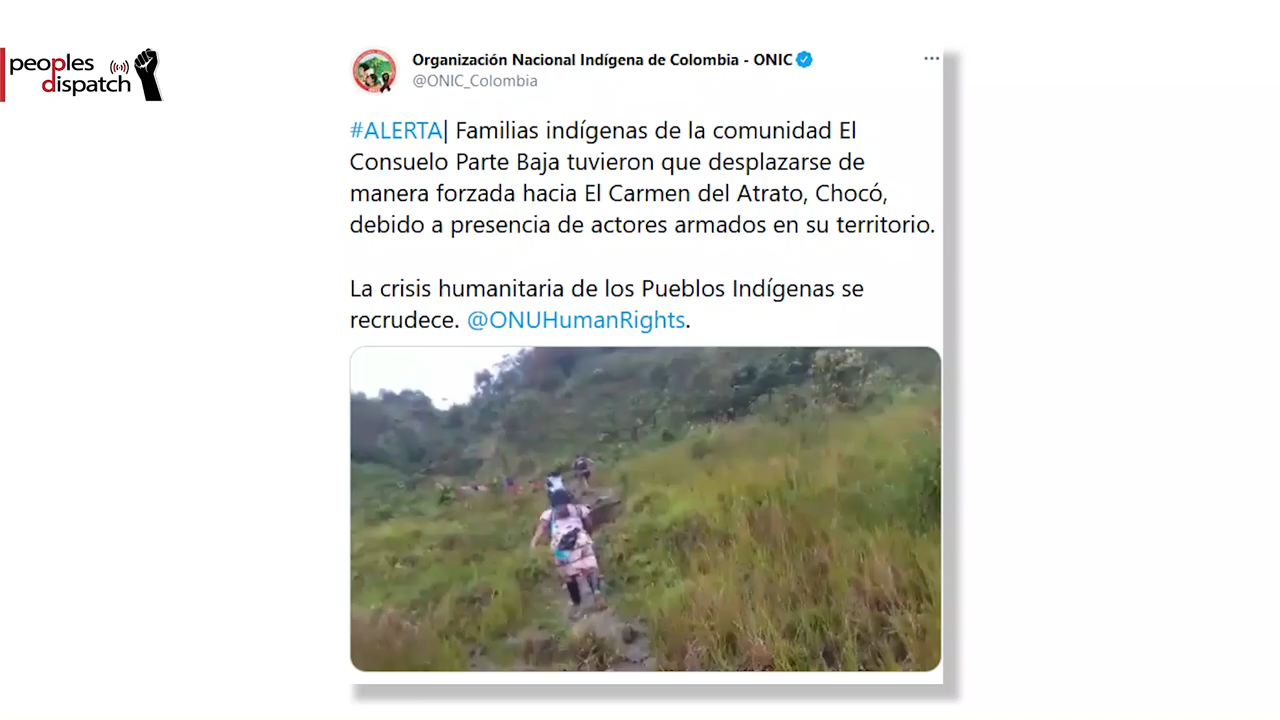 peoples
dispatch
Organización Nacional Indígena de Colombia - ONIC
@ONIC_Colombia
#ALERTA| Familias indígenas de la comunidad El
Consuelo Parte Baja tuvieron que desplazarse de
manera forzada hacia El Carmen del Atrato, Chocó,
debido a presencia de actores armados en su territorio.
La crisis humanitaria de los Pueblos Indígenas se
recrudece. @ONUHumanRights.